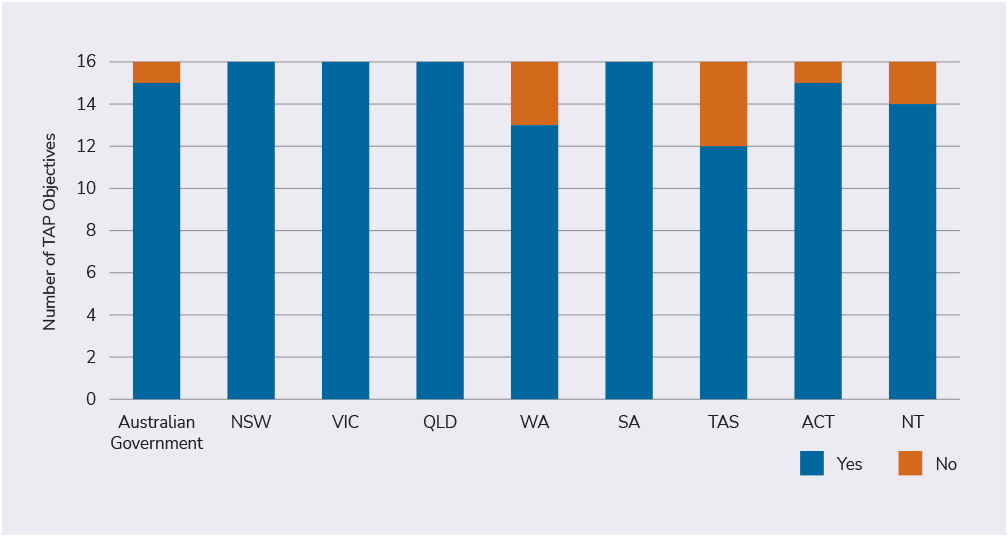 Number of TAP Objectives
16
14
12
10
8
6
4
2
0
Australian
Government
NSW
VIC
QLD
WA
SA
TAS
ACT
NT
Yes
No